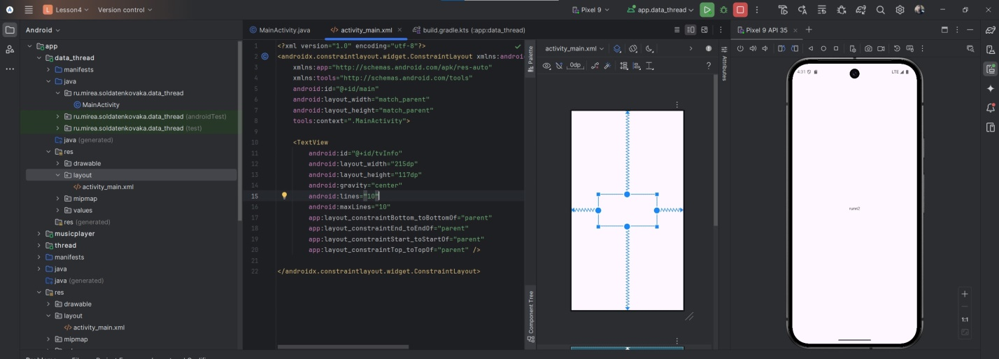 Lesson4
Version control
Pixel 9
app.data_thread
Android
MainActivity.java
activity_main.xml
build.gradle.kts (:app:data_thread)
Pixel 9 API 35
app
data_thread
manifests
java
ru.mirea.soldatenkovaka.data_thread
MainActivity
ru.mirea.soldatenkovaka.data_thread (androidTest)
ru.mirea.soldatenkovaka.data_thread (test)
java (generated)
res
drawable
layout
activity_main.xml
mipmap
values
res (generated)
musicplayer
thread
manifests
java
java (generated)
res
drawable
layout
activity_main.xml
mipmap
1 <?xml version="1.0" encoding="utf-8"?>
2 <androidx.constraintlayout.widget.ConstraintLayout xmlns:androi
3 xmlns:app="http://schemas.android.com/apk/res-auto"
4 xmlns:tools="http://schemas.android.com/tools"
5 android:id="@+id/main"
6 android:layout_width="match_parent"
7 android:layout_height="match_parent"
8 tools:context=".MainActivity">
9
10 <TextView
11 android:id="@+id/tvInfo"
12 android:layout_width="215dp"
13 android:layout_height="117dp"
14 android:gravity="center"
15 android:lines="10"
16 android:maxLines="10"
17 app:layout_constraintBottom_toBottomOf="parent"
18 app:layout_constraintEnd_toEndOf="parent"
19 app:layout_constraintStart_toStartOf="parent"
20 app:layout_constraintTop_toTopOf="parent" />
21
22 </androidx.constraintlayout.widget.ConstraintLayout>
Palette
Component Tree
activity_main.xml
0dp
Attributes
4:31
LTE
runn2
1:1